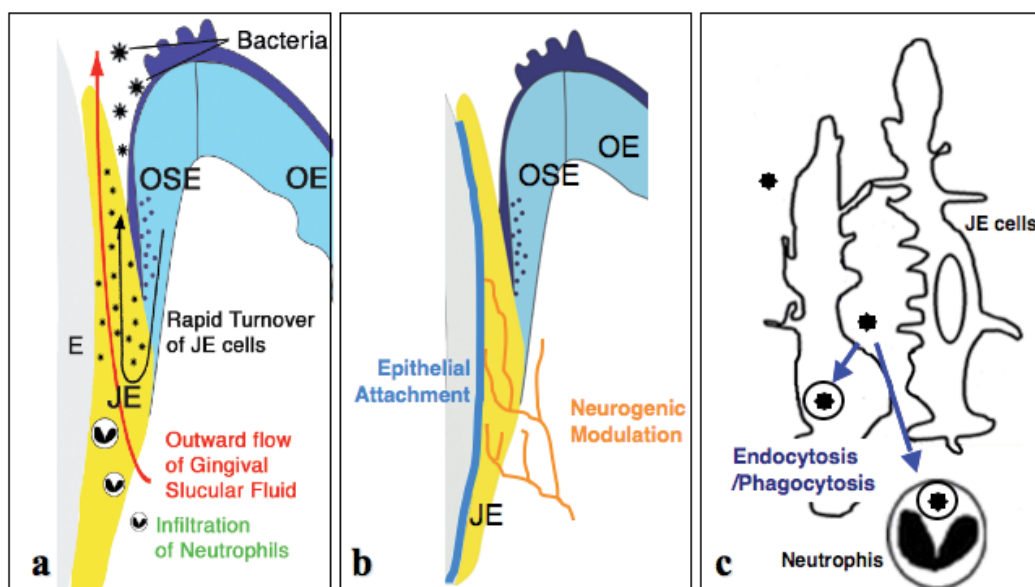 Bacteria
OSE
OE
Rapid Turnover
of JE cells
E
JE
Outward flow
of Gingival
Slucular Fluid
Infiltration
of Neutrophils
a
OE
OSE
Epithelial
Attachment
Neurogenic
Modulation
JE
b
JE cells
Endocytosis
/Phagocytosis
Neutrophis
c